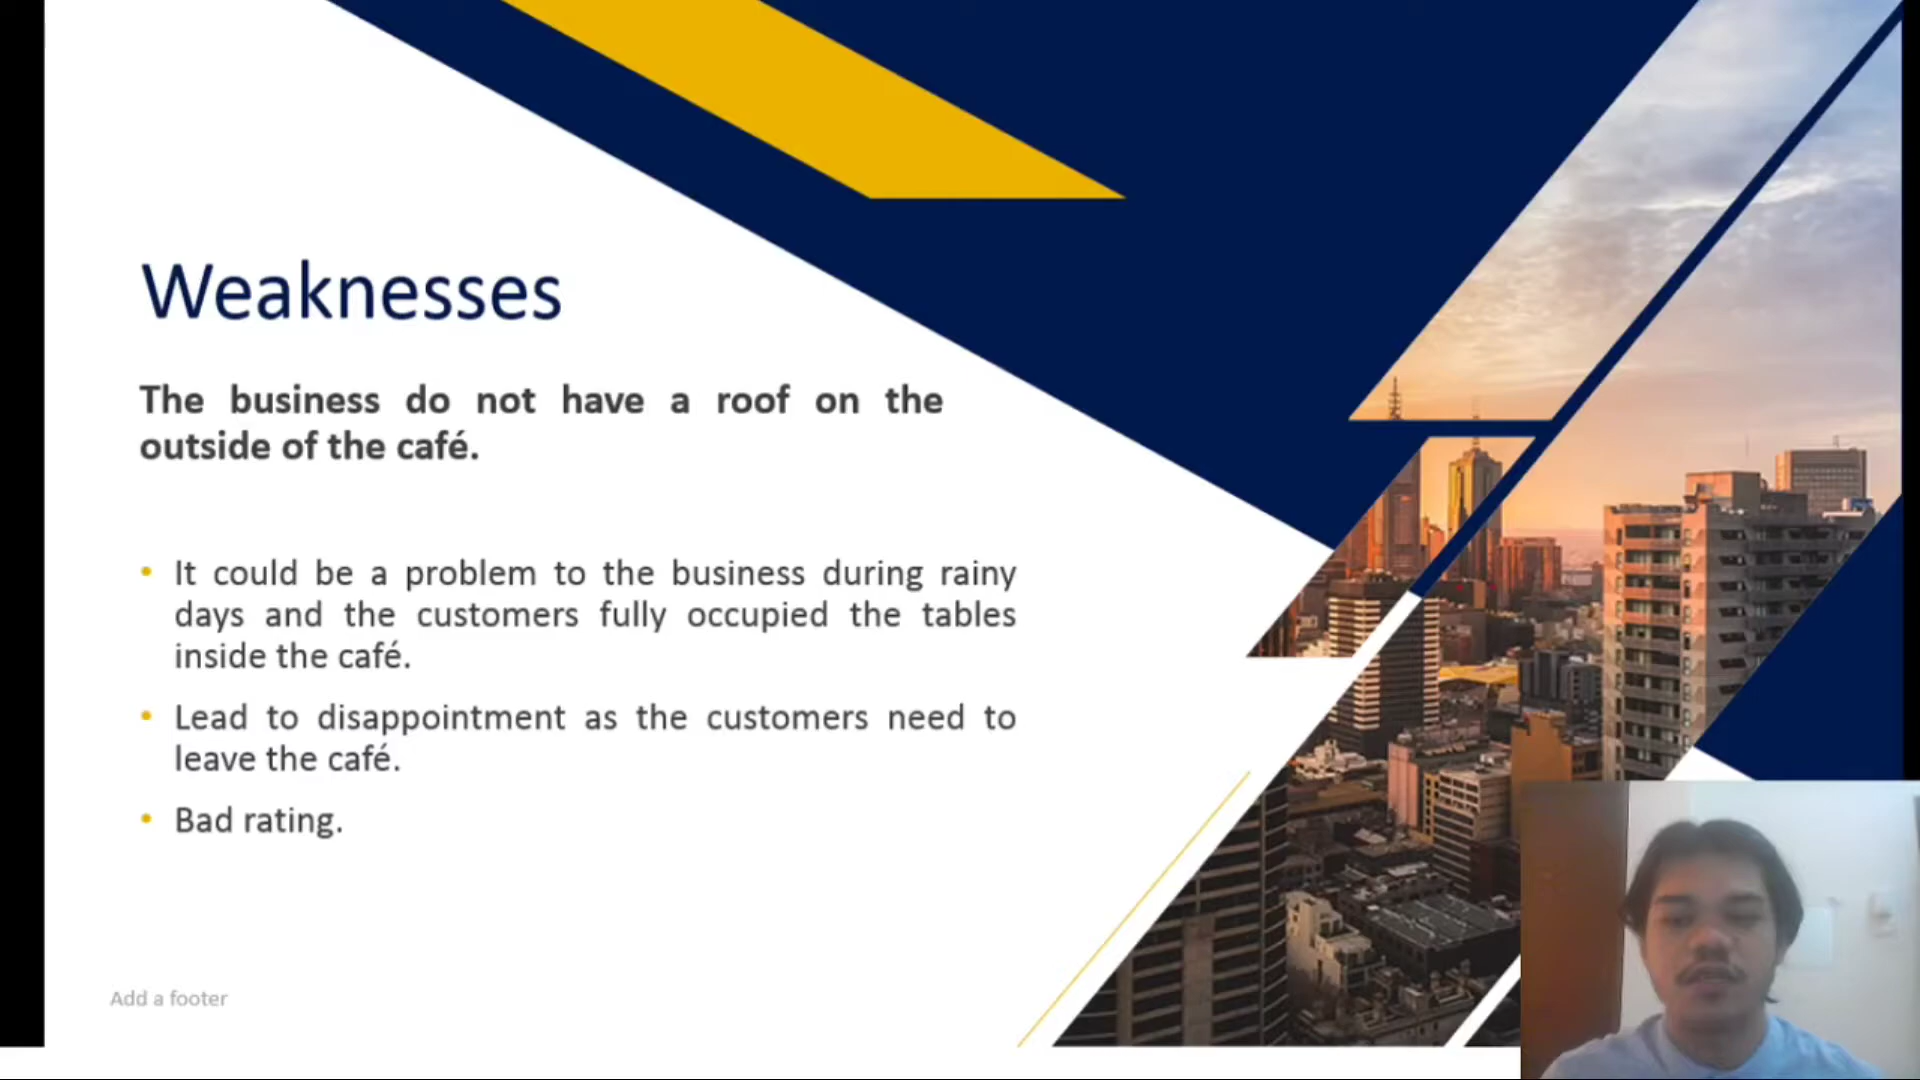 Weaknesses
The business do not have a roof on the
outside of the café.
• It could be a problem to the business during rainy
days and the customers fully occupied the tables
inside the café.
• Lead to disappointment as the customers need to
leave the café.
• Bad rating.
Add a footer